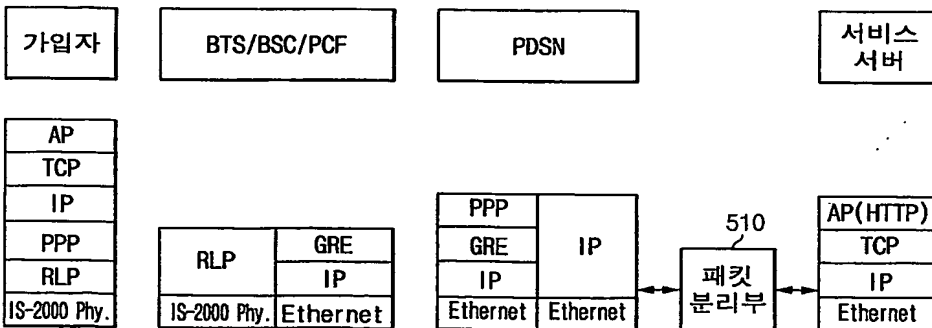 가입자
BTS/BSC/PCF
PDSN
서비스
서버
AP
TCP
IP
PPP
RLP
IS-2000 Phy.
RLP
GRE
IP
IS-2000 Phy.
Ethernet
PPP
GRE
IP
Ethernet
IP
Ethernet
510
패킷
분리부
AP(HTTP)
TCP
IP
Ethernet